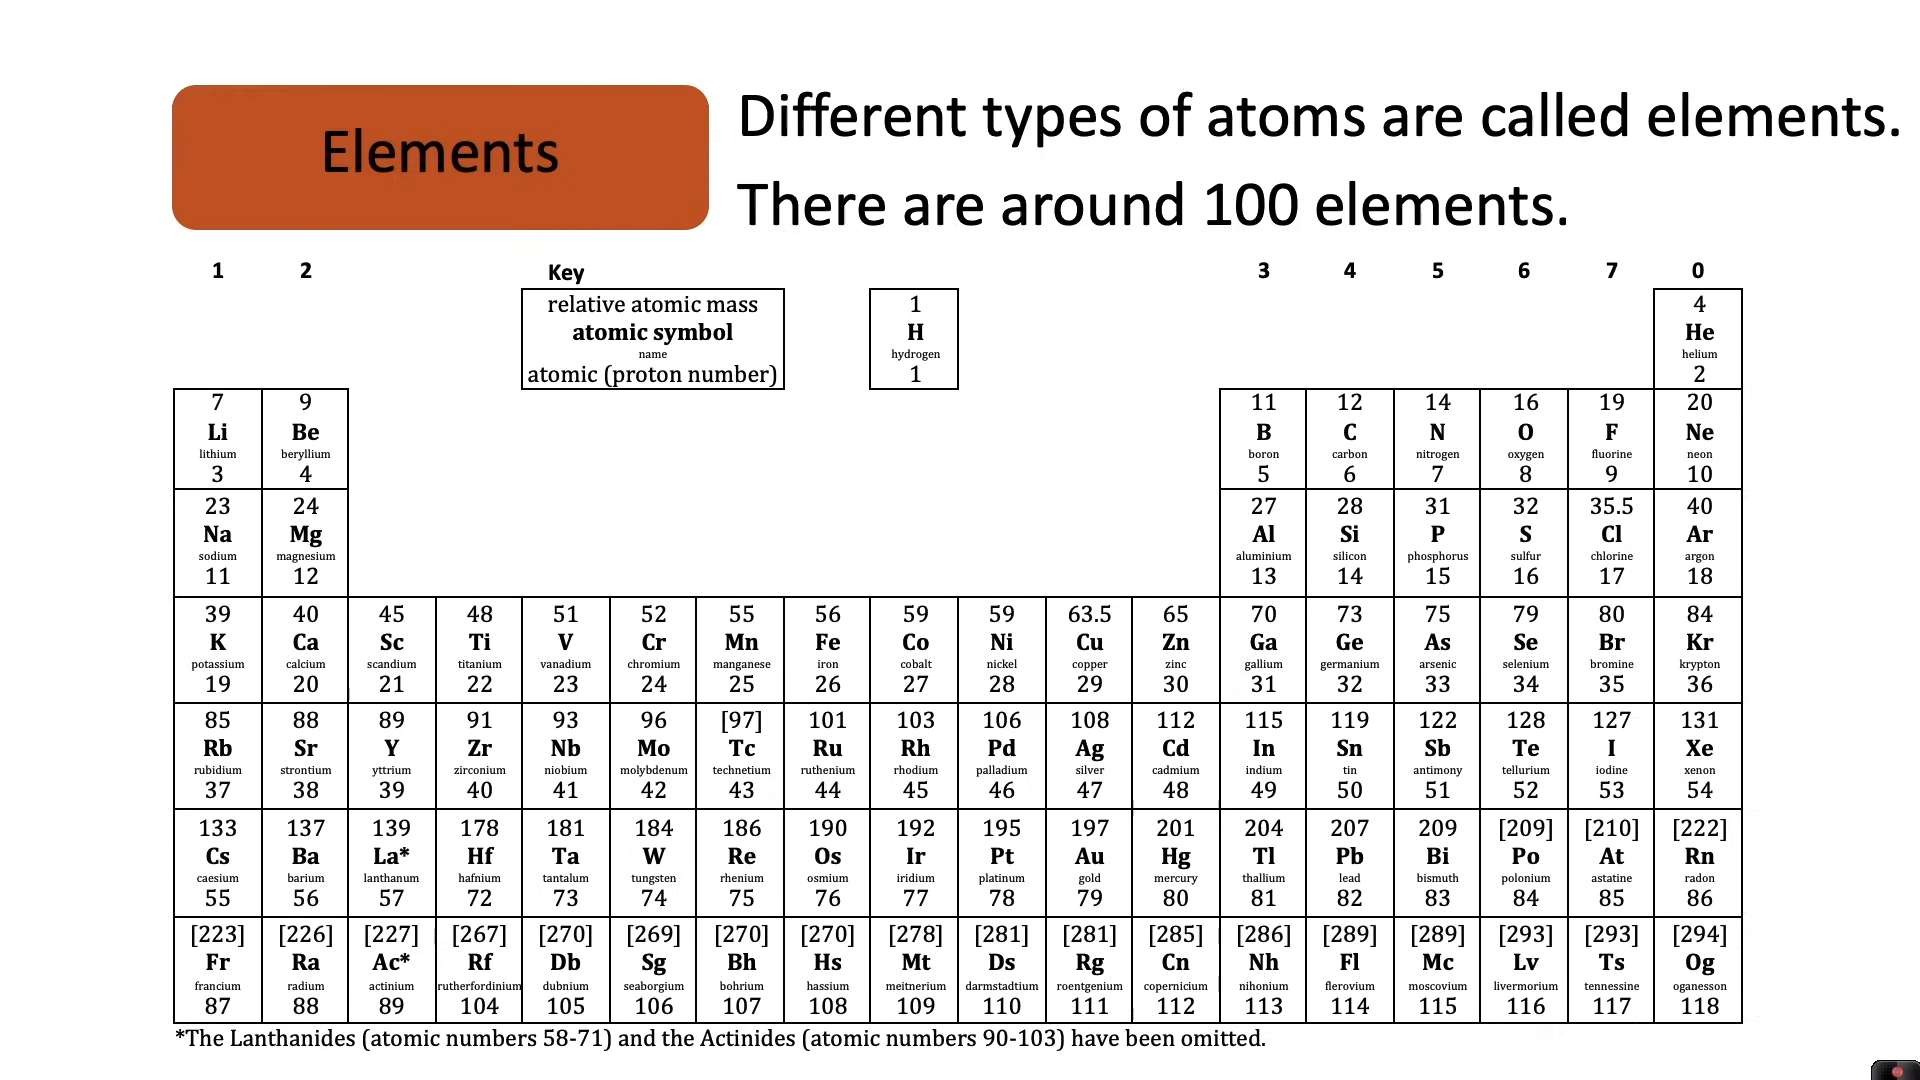 Elements
Different types of atoms are called elements.
There are around 100 elements.
1 2 Key 3 4 5 6 7 0
relative atomic mass 1 4
atomic symbol H He
name hydrogen helium
atomic (proton number) 1 2
7 9 11 12 14 16 19 20
Li Be B C N O F Ne
lithium beryllium boron carbon nitrogen oxygen fluorine neon
3 4 5 6 7 8 9 10
23 24 27 28 31 32 35.5 40
Na Mg Al Si P S Cl Ar
sodium magnesium aluminium silicon phosphorus sulfur chlorine argon
11 12 13 14 15 16 17 18
39 40 45 48 51 52 55 56 59 59 63.5 65 70 73 75 79 80 84
K Ca Sc Ti V Cr Mn Fe Co Ni Cu Zn Ga Ge As Se Br Kr
potassium calcium scandium titanium vanadium chromium manganese iron cobalt nickel copper zinc gallium germanium arsenic selenium bromine krypton
19 20 21 22 23 24 25 26 27 28 29 30 31 32 33 34 35 36
85 88 89 91 93 96 [97] 101 103 106 108 112 115 119 122 128 127 131
Rb Sr Y Zr Nb Mo Tc Ru Rh Pd Ag Cd In Sn Sb Te I Xe
rubidium strontium yttrium zirconium niobium molybdenum technetium ruthenium rhodium palladium silver cadmium indium tin antimony tellurium iodine xenon
37 38 39 40 41 42 43 44 45 46 47 48 49 50 51 52 53 54
133 137 139 178 181 184 186 190 192 195 197 201 204 207 209 [209] [210] [222]
Cs Ba La* Hf Ta W Re Os Ir Pt Au Hg Tl Pb Bi Po At Rn
caesium barium lanthanum hafnium tantalum tungsten rhenium osmium iridium platinum gold mercury thallium lead bismuth polonium astatine radon
55 56 57 72 73 74 75 76 77 78 79 80 81 82 83 84 85 86
[223] [226] [227] [267] [270] [269] [270] [270] [278] [281] [281] [285] [286] [289] [289] [293] [293] [294]
Fr Ra Ac* Rf Db Sg Bh Hs Mt Ds Rg Cn Nh Fl Mc Lv Ts Og
francium radium actinium rutherfordinium dubnium seaborgium bohrium hassium meitnerium darmstadtium roentgenium copernicium nihonium flerovium moscovium livermorium tennessine oganesson
87 88 89 104 105 106 107 108 109 110 111 112 113 114 115 116 117 118
*The Lanthanides (atomic numbers 58-71) and the Actinides (atomic numbers 90-103) have been omitted.